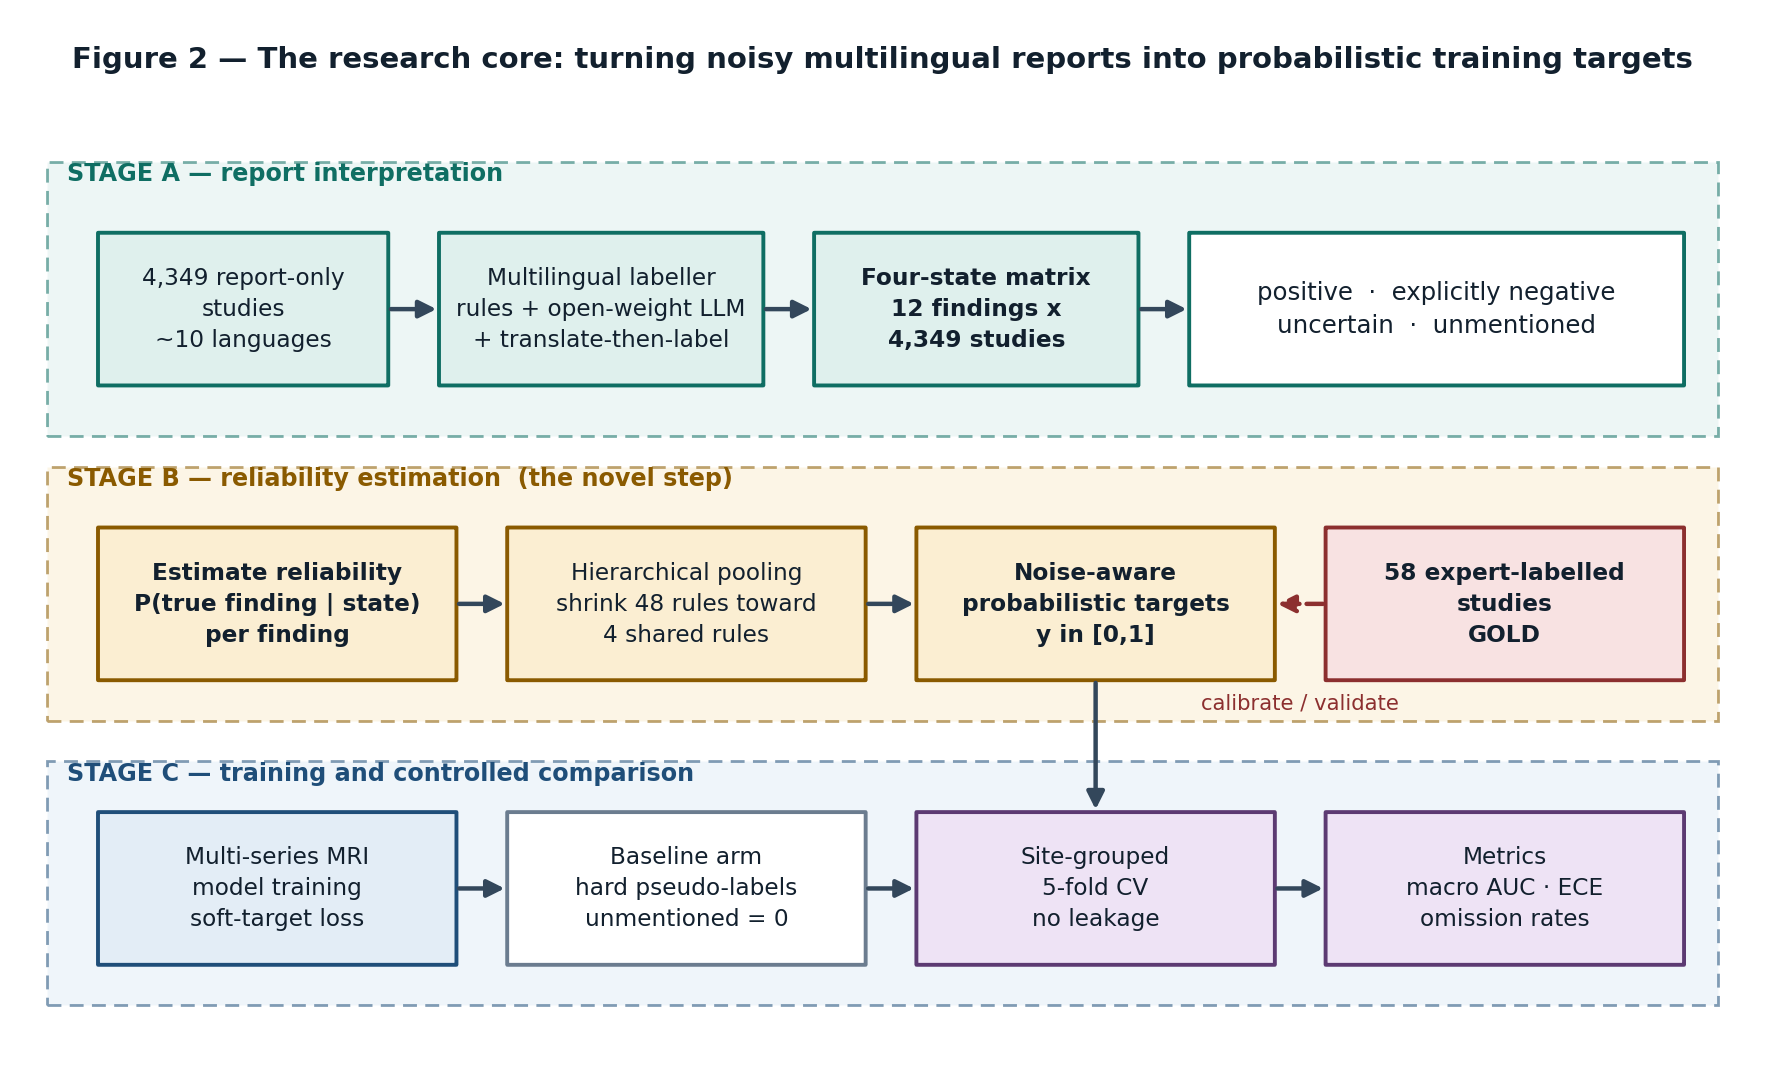 Figure 2 — The research core: turning noisy multilingual reports into probabilistic training targets
STAGE A — report interpretation
4,349 report-only
studies
~10 languages
Multilingual labeller
rules + open-weight LLM
+ translate-then-label
Four-state matrix
12 findings x
4,349 studies
positive · explicitly negative
uncertain · unmentioned
STAGE B — reliability estimation (the novel step)
Estimate reliability
P(true finding | state)
per finding
Hierarchical pooling
shrink 48 rules toward
4 shared rules
Noise-aware
probabilistic targets
y in [0,1]
58 expert-labelled
studies
GOLD
calibrate / validate
STAGE C — training and controlled comparison
Multi-series MRI
model training
soft-target loss
Baseline arm
hard pseudo-labels
unmentioned = 0
Site-grouped
5-fold CV
no leakage
Metrics
macro AUC · ECE
omission rates